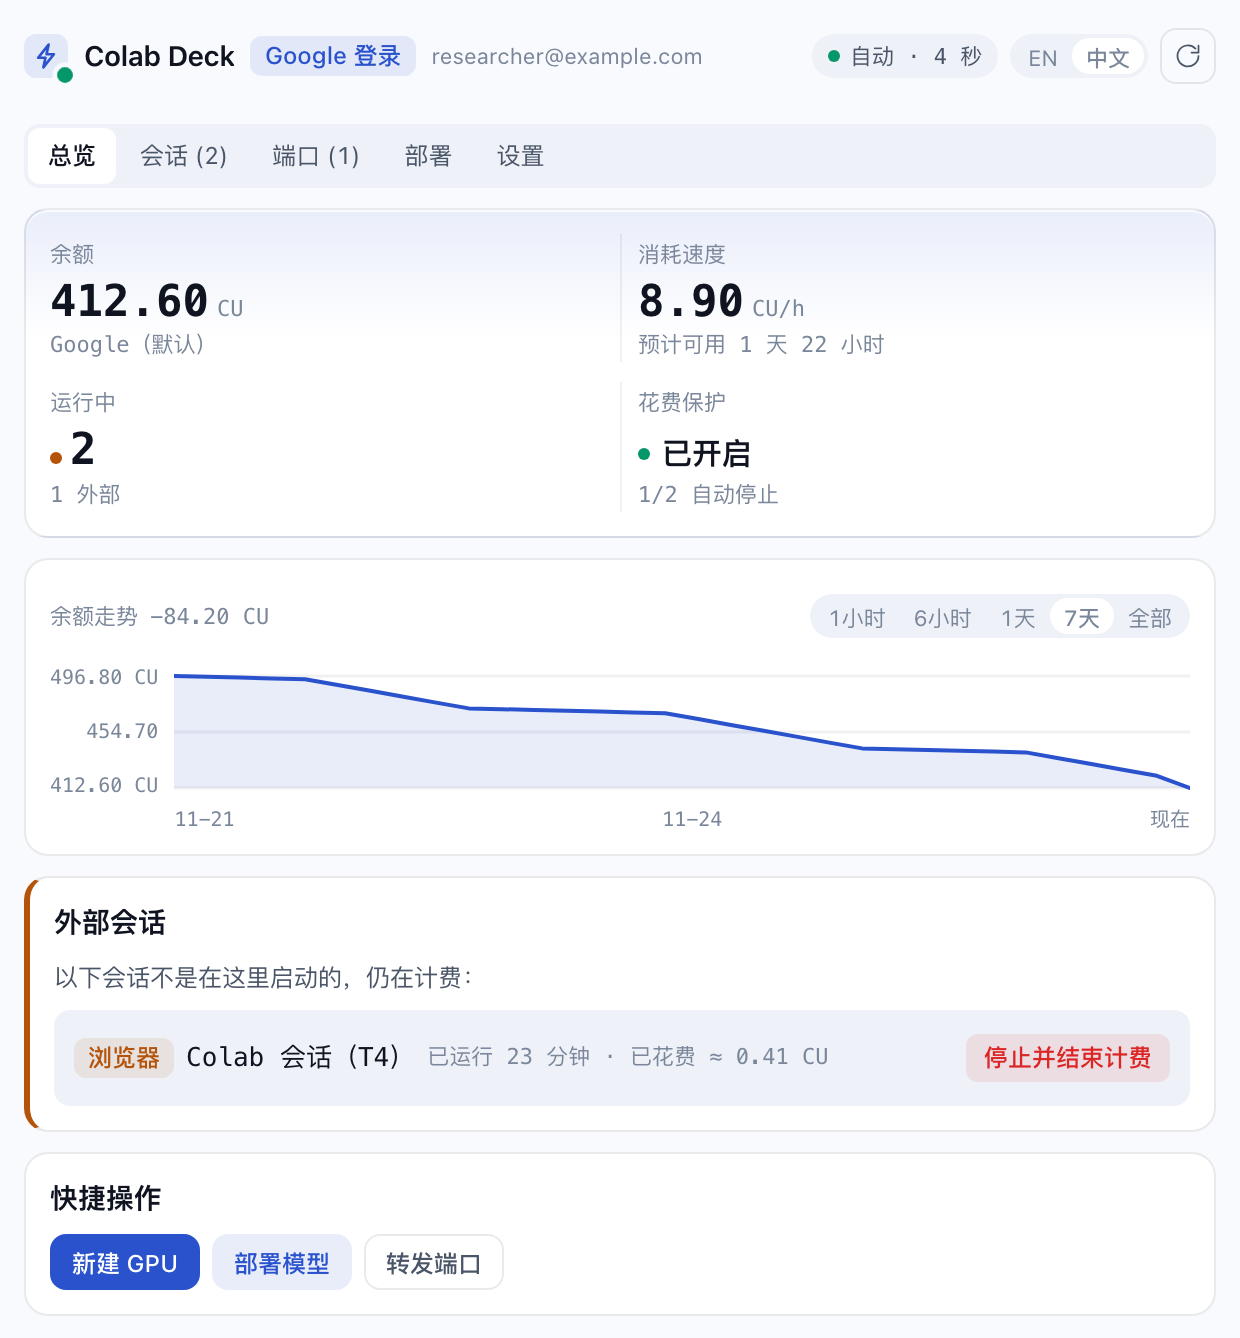 Colab Deck Google 登录 researcher@example.com 自动 · 4 秒 EN 中文
总览 会话 (2) 端口 (1) 部署 设置
余额 消耗速度
412.60 CU 8.90 CU/h
Google（默认） 预计可用 1 天 22 小时
运行中 花费保护
2 已开启
1 外部 1/2 自动停止
余额走势 −84.20 CU 1小时 6小时 1天 7天 全部
496.80 CU
454.70
412.60 CU
11-21 11-24 现在
外部会话
以下会话不是在这里启动的，仍在计费：
浏览器 Colab 会话（T4） 已运行 23 分钟 · 已花费 ≈ 0.41 CU 停止并结束计费
快捷操作
新建 GPU 部署模型 转发端口